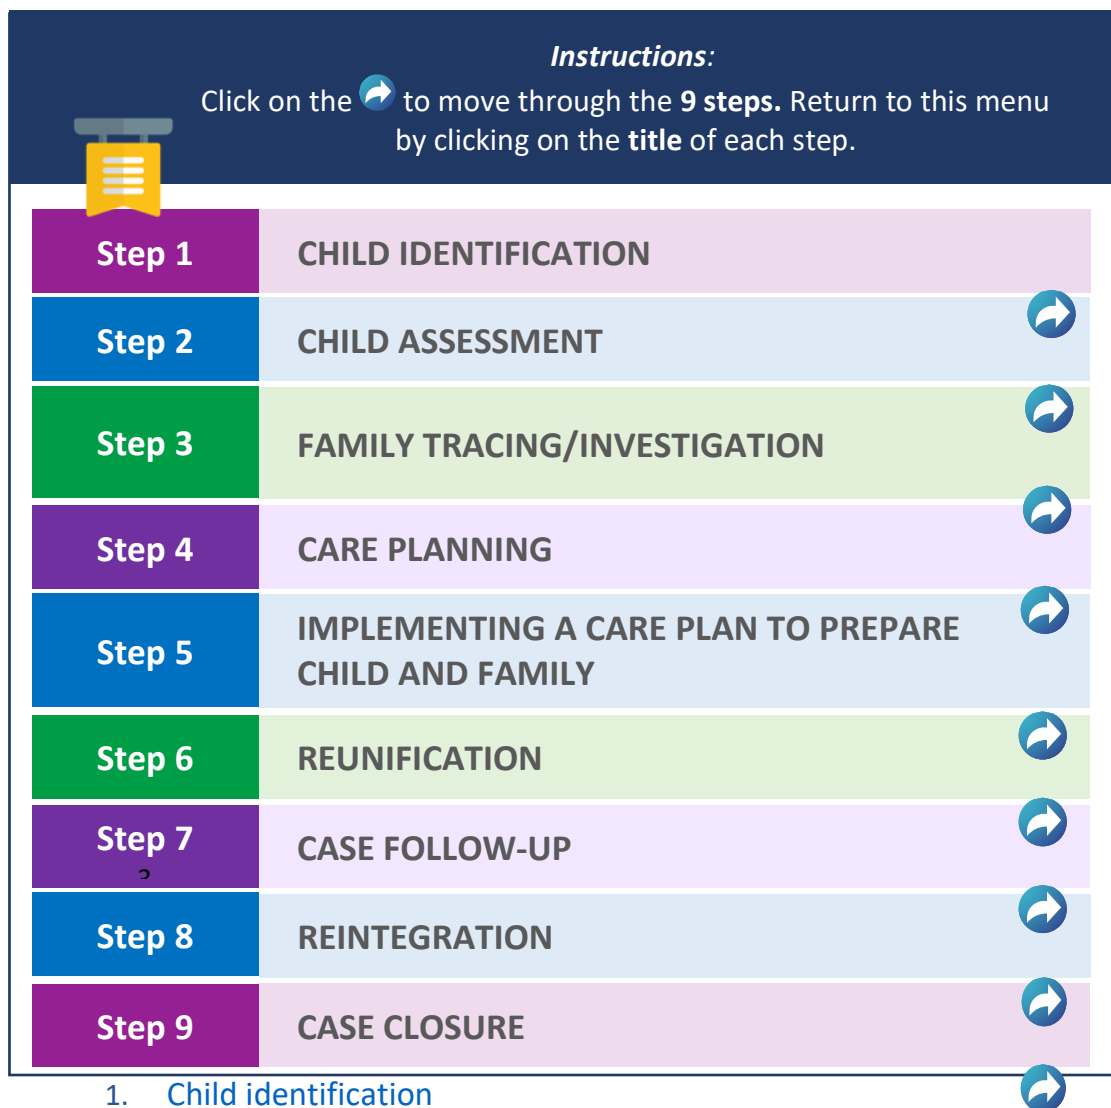 Instructions:
Click on the to move through the 9 steps. Return to this menu
by clicking on the title of each step.
Step 1 CHILD IDENTIFICATION
Step 2 CHILD ASSESSMENT
Step 3 FAMILY TRACING/INVESTIGATION
Step 4 CARE PLANNING
Step 5 IMPLEMENTING A CARE PLAN TO PREPARE
CHILD AND FAMILY
Step 6 REUNIFICATION
Step 7 CASE FOLLOW-UP
Step 8 REINTEGRATION
Step 9 CASE CLOSURE
1. Child identification